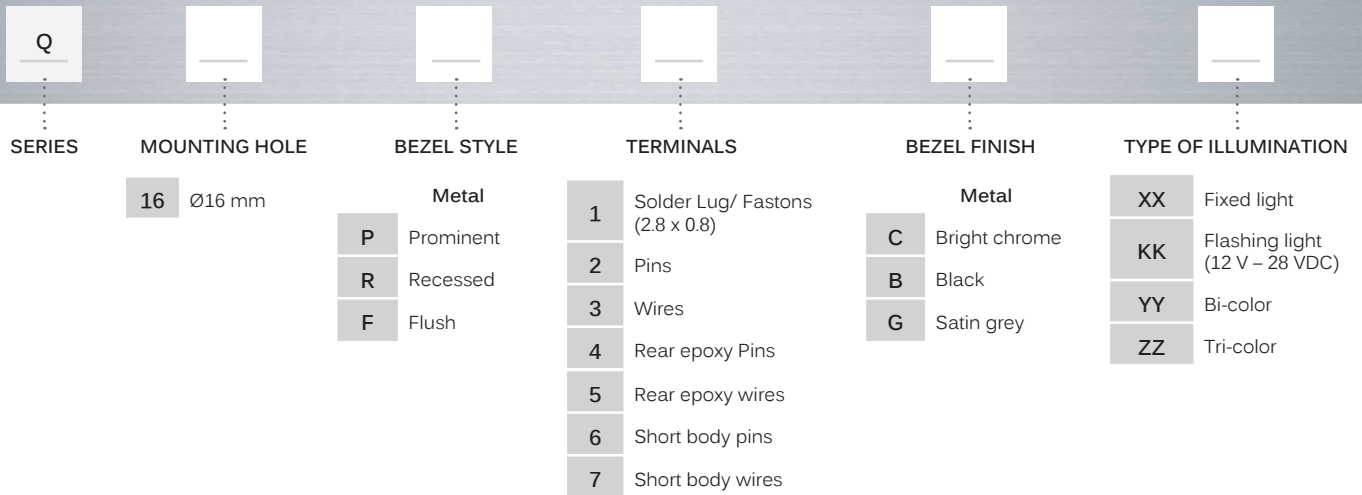 Q
SERIES
MOUNTING HOLE
16 Ø16 mm
BEZEL STYLE
Metal
P Prominent
R Recessed
F Flush
TERMINALS
1 Solder Lug/ Fastons
(2.8 x 0.8)
2 Pins
3 Wires
4 Rear epoxy Pins
5 Rear epoxy wires
6 Short body pins
7 Short body wires
BEZEL FINISH
Metal
C Bright chrome
B Black
G Satin grey
TYPE OF ILLUMINATION
XX Fixed light
KK Flashing light
(12 V – 28 VDC)
YY Bi-color
ZZ Tri-color